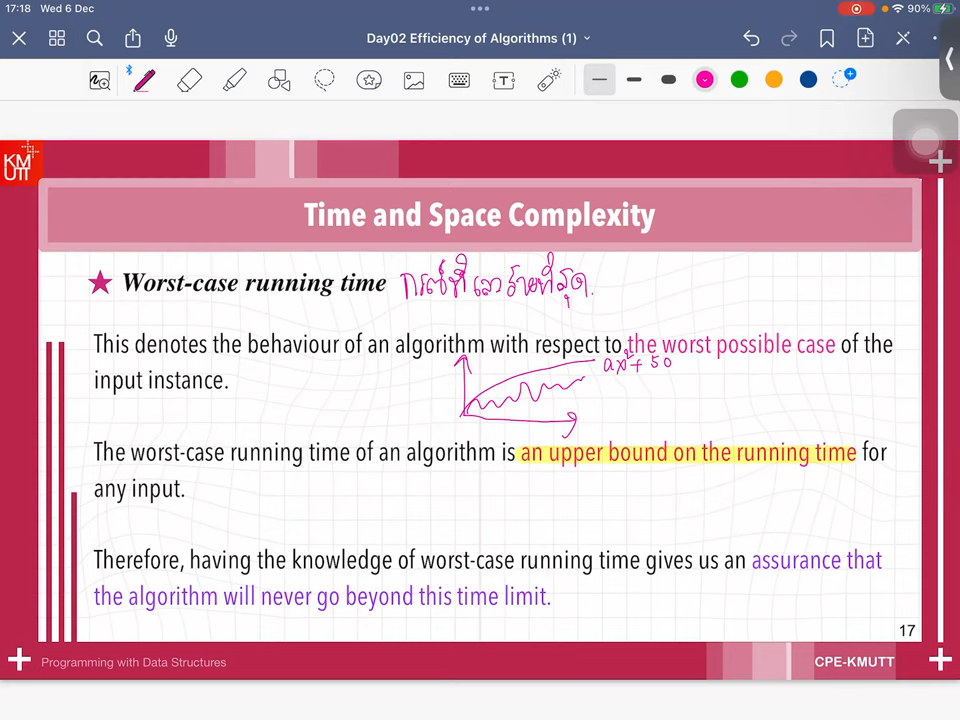 17:18 Wed 6 Dec
90%
Day02 Efficiency of Algorithms (1)
KM
UTT
Time and Space Complexity
Worst-case running time กรณีที่เลวร้ายที่สุด.
This denotes the behaviour of an algorithm with respect to the worst possible case of the
ax²+ 50
input instance.
The worst-case running time of an algorithm is an upper bound on the running time for
any input.
Therefore, having the knowledge of worst-case running time gives us an assurance that
the algorithm will never go beyond this time limit.
17
Programming with Data Structures
CPE-KMUTT